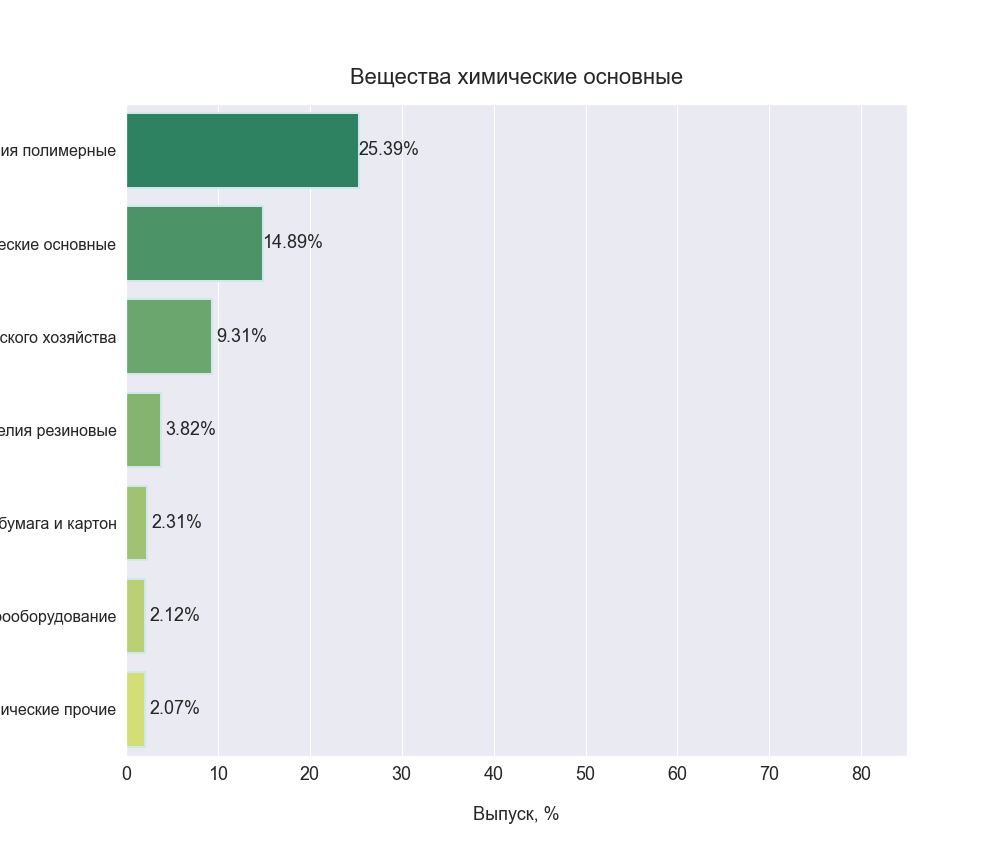 Вещества химические основные
ия полимерные
25.39%
еские основные
14.89%
ского хозяйства
9.31%
елия резиновые
3.82%
бумага и картон
2.31%
рооборудование
2.12%
ические прочие
2.07%
0 10 20 30 40 50 60 70 80
Выпуск, %